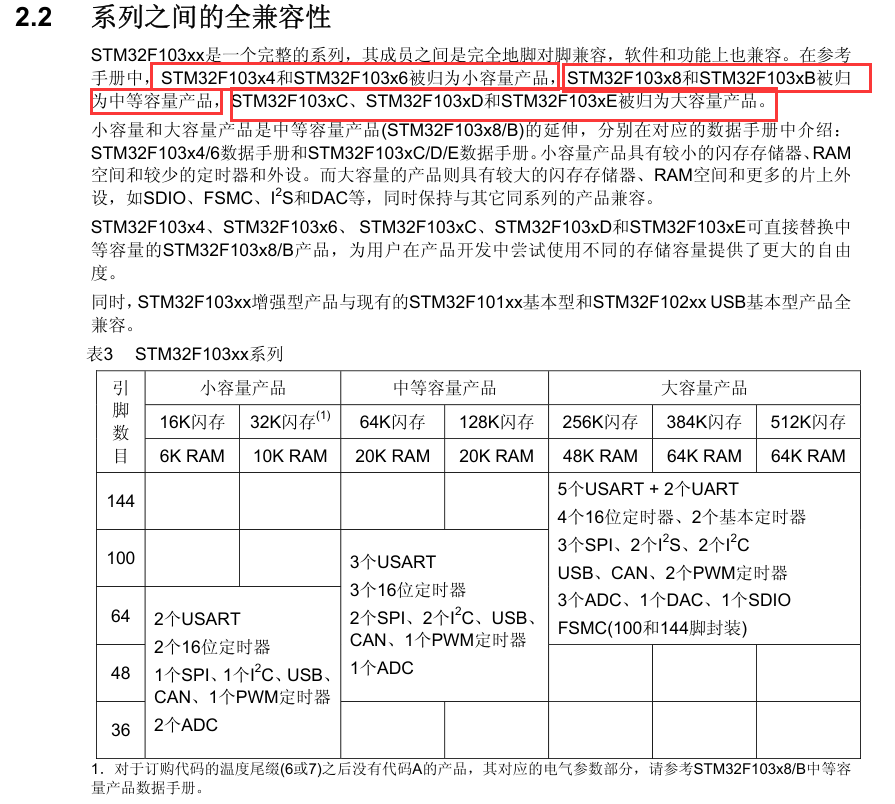 2.2 系列之间的全兼容性
STM32F103xx是一个完整的系列，其成员之间是完全地脚对脚兼容，软件和功能上也兼容。在参考
手册中，STM32F103x4和STM32F103x6被归为小容量产品，STM32F103x8和STM32F103xB被归
为中等容量产品，STM32F103xC、STM32F103xD和STM32F103xE被归为大容量产品。
小容量和大容量产品是中等容量产品(STM32F103x8/B)的延伸，分别在对应的数据手册中介绍：
STM32F103x4/6数据手册和STM32F103xC/D/E数据手册。小容量产品具有较小的闪存存储器、RAM
空间和较少的定时器和外设。而大容量的产品则具有较大的闪存存储器、RAM空间和更多的片上外
设，如SDIO、FSMC、I²S和DAC等，同时保持与其它同系列的产品兼容。
STM32F103x4、STM32F103x6、 STM32F103xC、STM32F103xD和STM32F103xE可直接替换中
等容量的STM32F103x8/B产品，为用户在产品开发中尝试使用不同的存储容量提供了更大的自由
度。
同时，STM32F103xx增强型产品与现有的STM32F101xx基本型和STM32F102xx USB基本型产品全
兼容。
表3 STM32F103xx系列
引脚数目 小容量产品 中等容量产品 大容量产品
16K闪存 32K闪存(1) 64K闪存 128K闪存 256K闪存 384K闪存 512K闪存
6K RAM 10K RAM 20K RAM 20K RAM 48K RAM 64K RAM 64K RAM
144
100
64
48
36
2个USART
2个16位定时器
1个SPI、1个I²C、USB、
CAN、1个PWM定时器
2个ADC
3个USART
3个16位定时器
2个SPI、2个I²C、USB、
CAN、1个PWM定时器
1个ADC
5个USART + 2个UART
4个16位定时器、2个基本定时器
3个SPI、2个I²S、2个I²C
USB、CAN、2个PWM定时器
3个ADC、1个DAC、1个SDIO
FSMC(100和144脚封装)
1. 对于订购代码的温度尾缀(6或7)之后没有代码A的产品，其对应的电气参数部分，请参考STM32F103x8/B中等容
量产品数据手册。